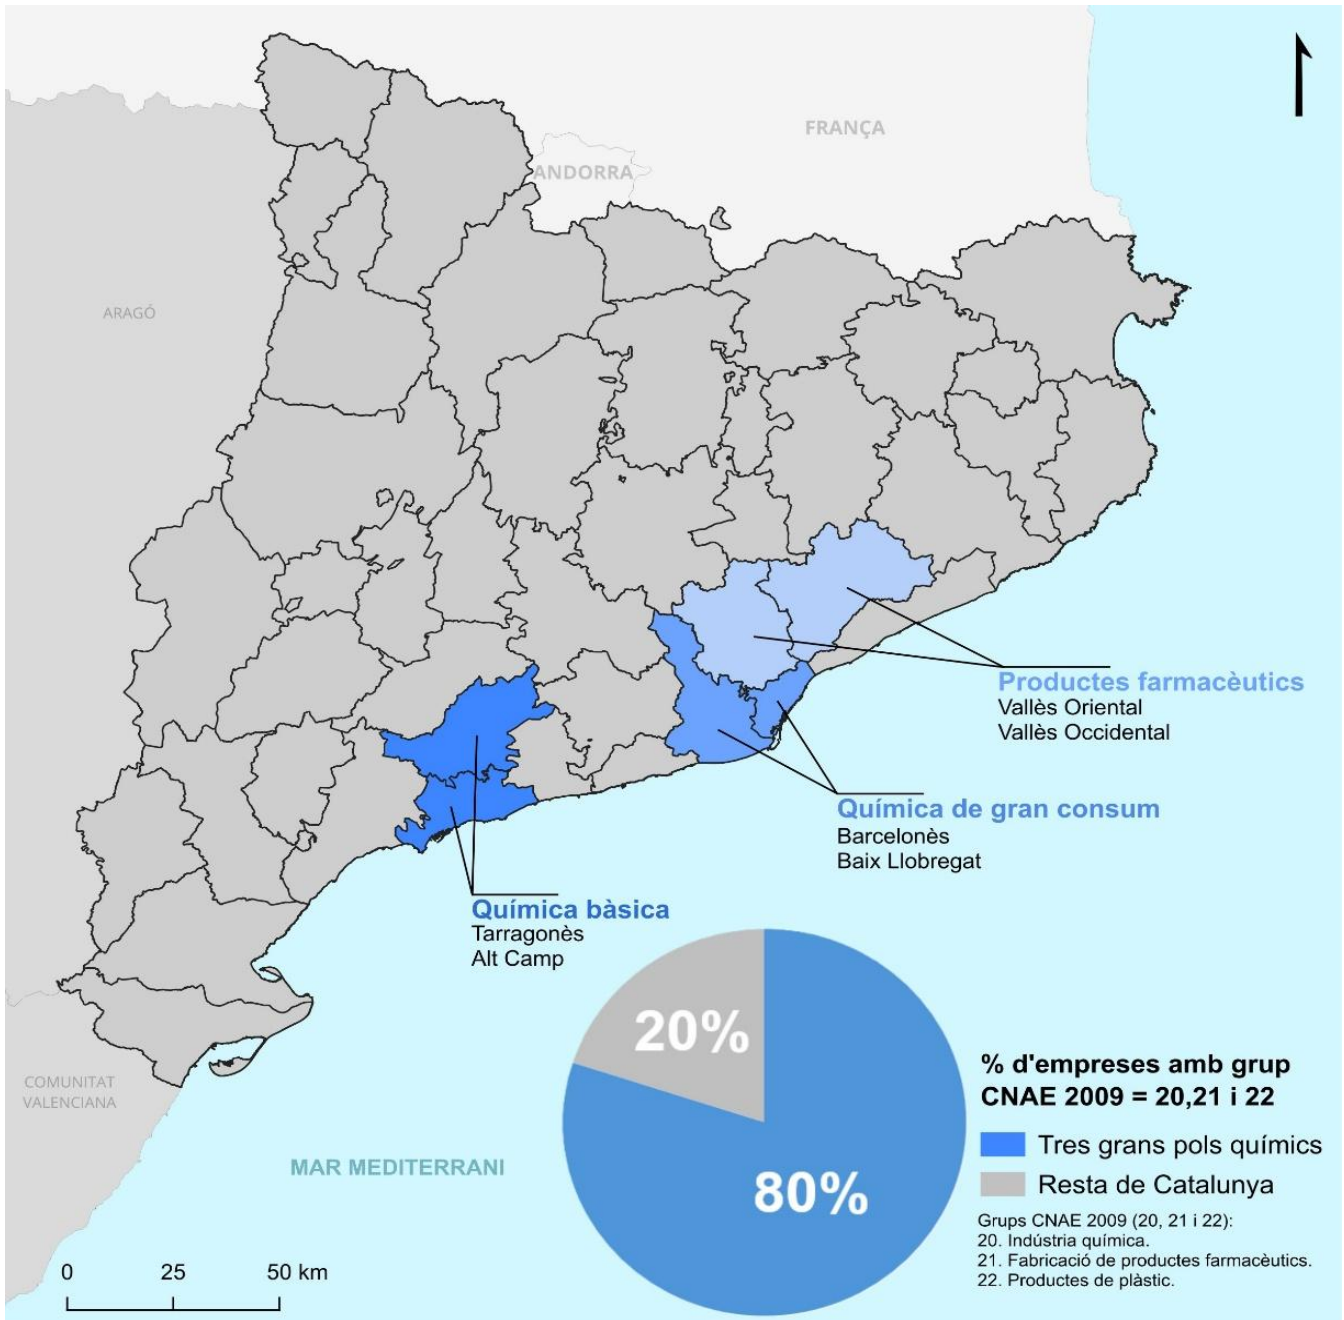 FRANÇA
ANDORRA
ARAGÓ
Productes farmacèutics
Vallès Oriental
Vallès Occidental
Química de gran consum
Barcelonès
Baix Llobregat
Química bàsica
Tarragonès
Alt Camp
20%
80%
% d'empreses amb grup
CNAE 2009 = 20,21 i 22
Tres grans pols químics
Resta de Catalunya
Grups CNAE 2009 (20, 21 i 22):
20. Indústria química.
21. Fabricació de productes farmacèutics.
22. Productes de plàstic.
COMUNITAT
VALENCIANA
MAR MEDITERRANI
0 25 50 km